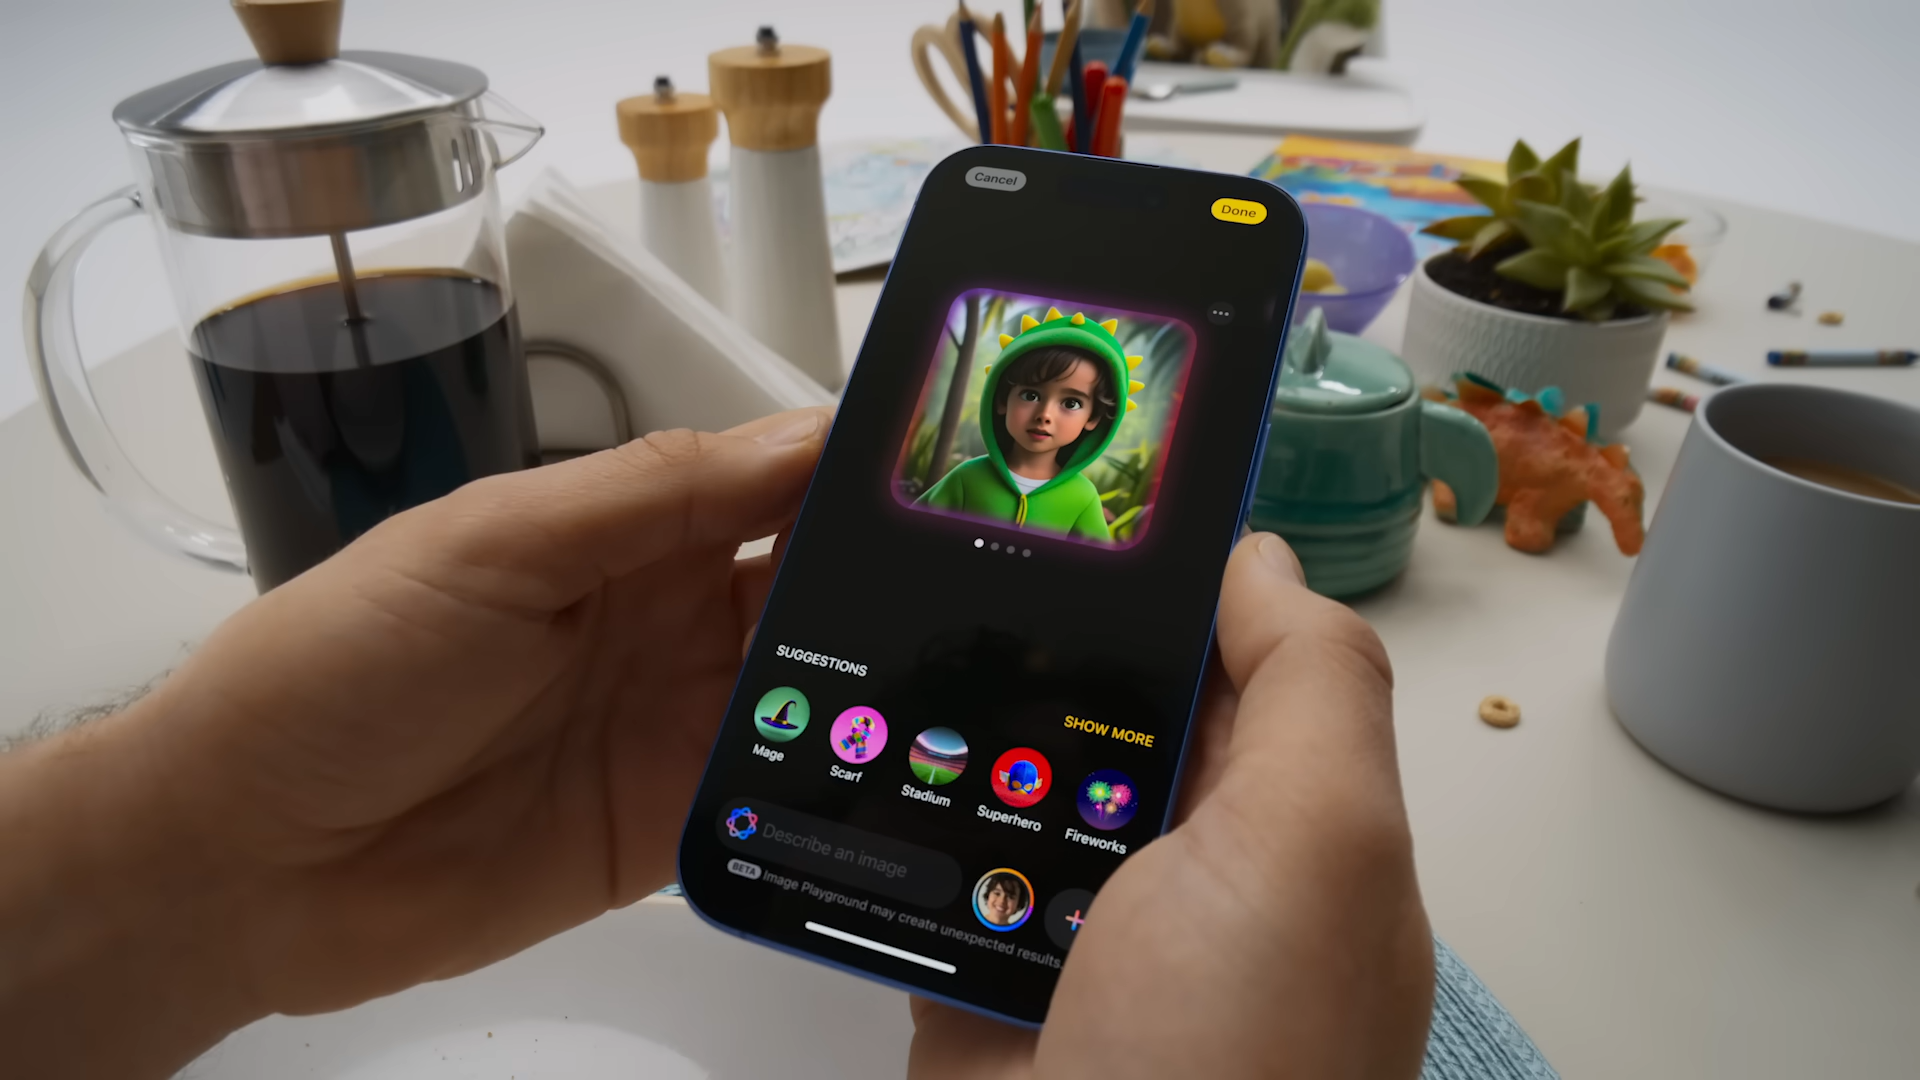 Cancel
Done
SUGGESTIONS
SHOW MORE
Mage
Scarf
Stadium
Superhero
Fireworks
Describe an image
BETA Image Playground may create unexpected results.